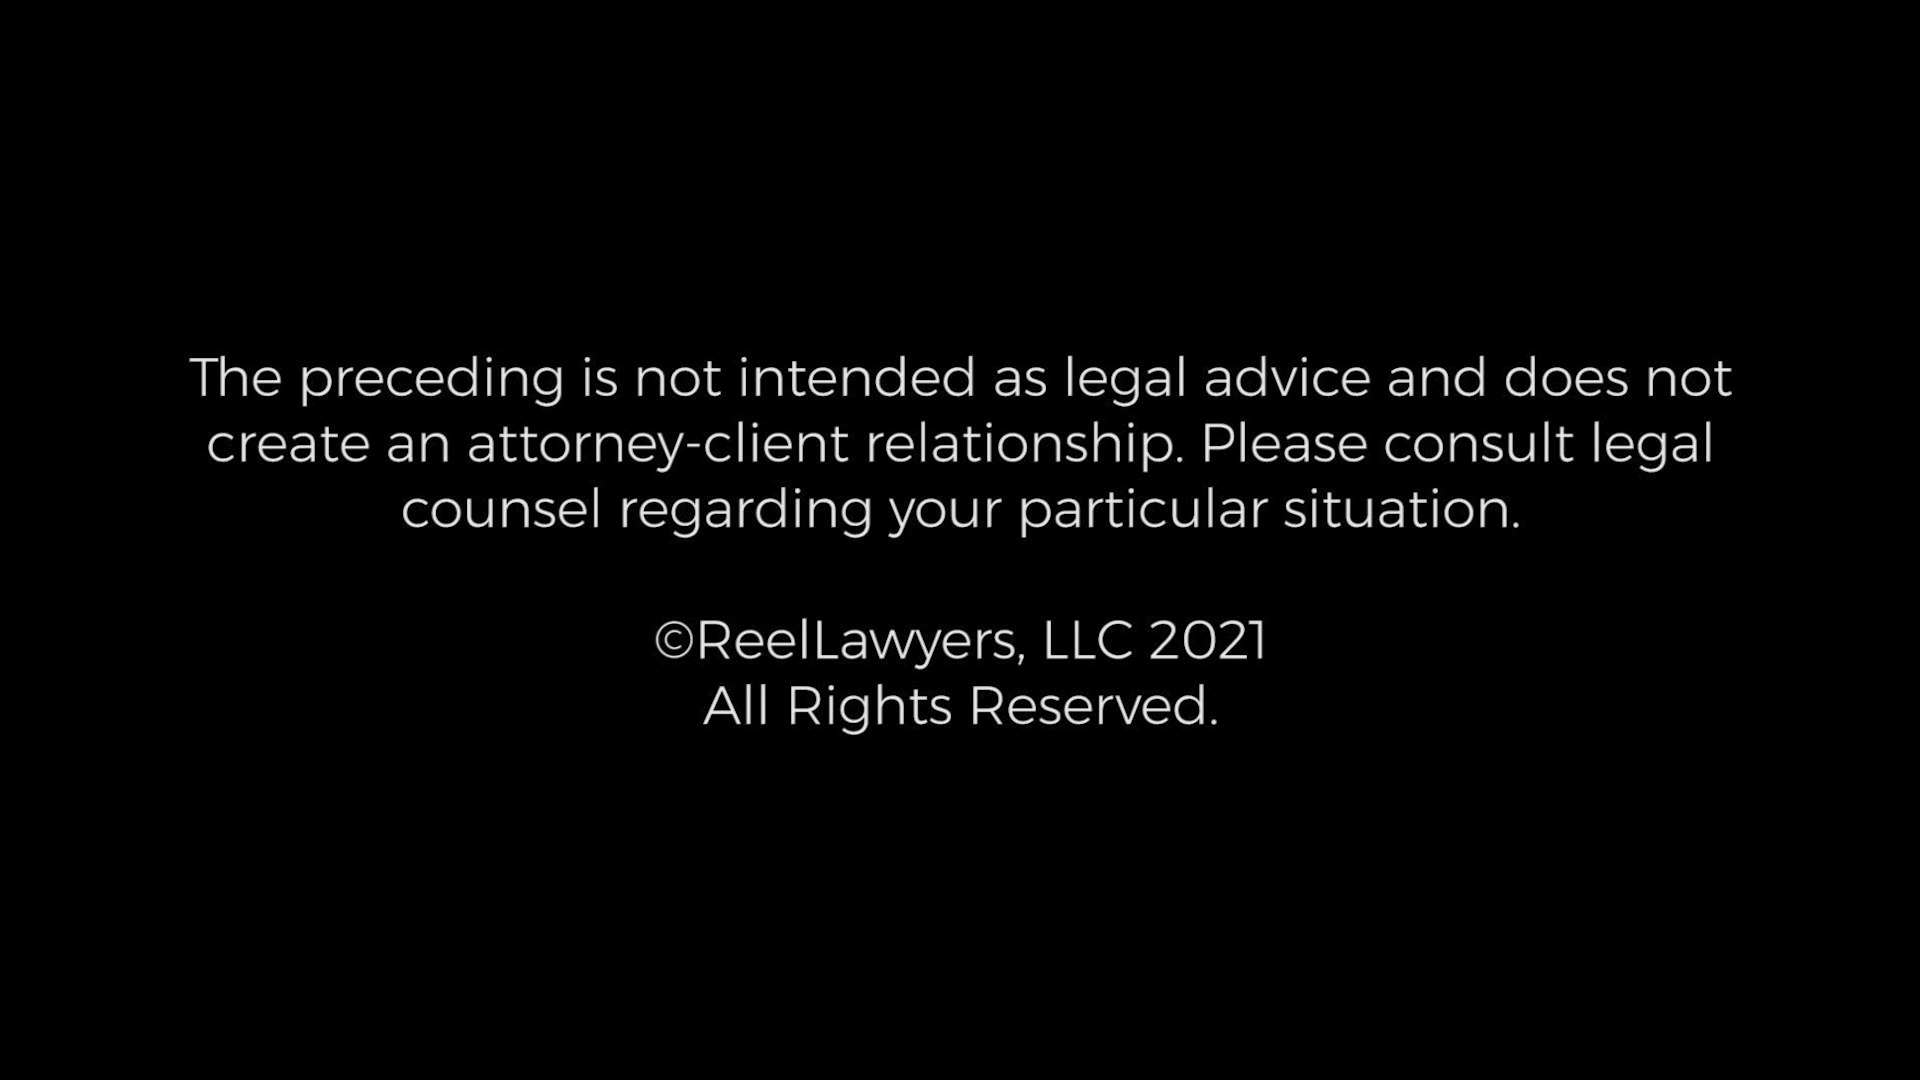 The preceding is not intended as legal advice and does not
create an attorney-client relationship. Please consult legal
counsel regarding your particular situation.
©ReelLawyers, LLC 2021
All Rights Reserved.